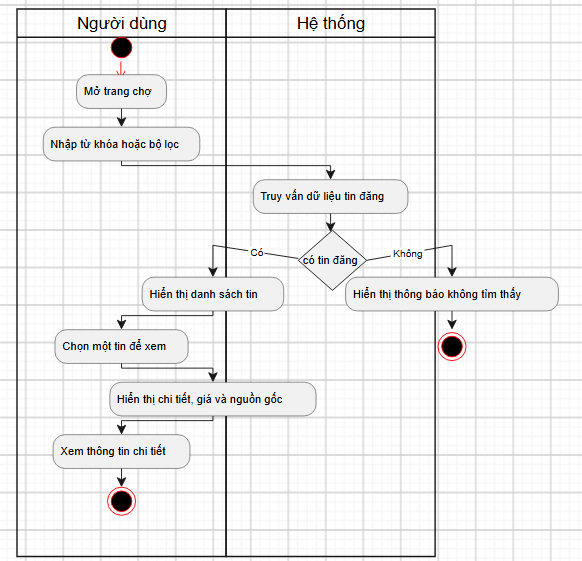 Người dùng
Hệ thống
Mở trang chợ
Nhập từ khóa hoặc bộ lọc
Truy vấn dữ liệu tin đăng
có tin đăng
Có
Không
Hiển thị danh sách tin
Hiển thị thông báo không tìm thấy
Chọn một tin để xem
Hiển thị chi tiết, giá và nguồn gốc
Xem thông tin chi tiết